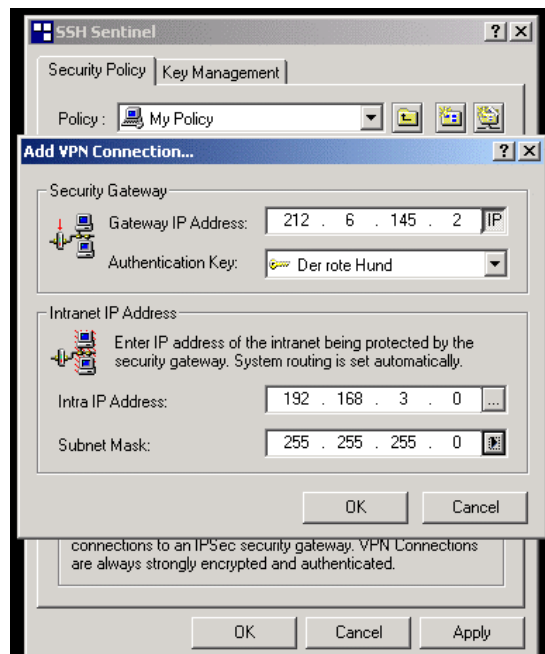 SSH Sentinel
Security Policy Key Management
Policy : My Policy
Add VPN Connection...
Security Gateway
Gateway IP Address: 212 . 6 . 145 . 2 IP
Authentication Key: Der rote Hund
Intranet IP Address
Enter IP address of the intranet being protected by the
security gateway. System routing is set automatically.
Intra IP Address: 192 . 168 . 3 . 0 ...
Subnet Mask: 255 . 255 . 255 . 0
OK Cancel
connections to an IPSec security gateway. VPN Connections
are always strongly encrypted and authenticated.
OK Cancel Apply